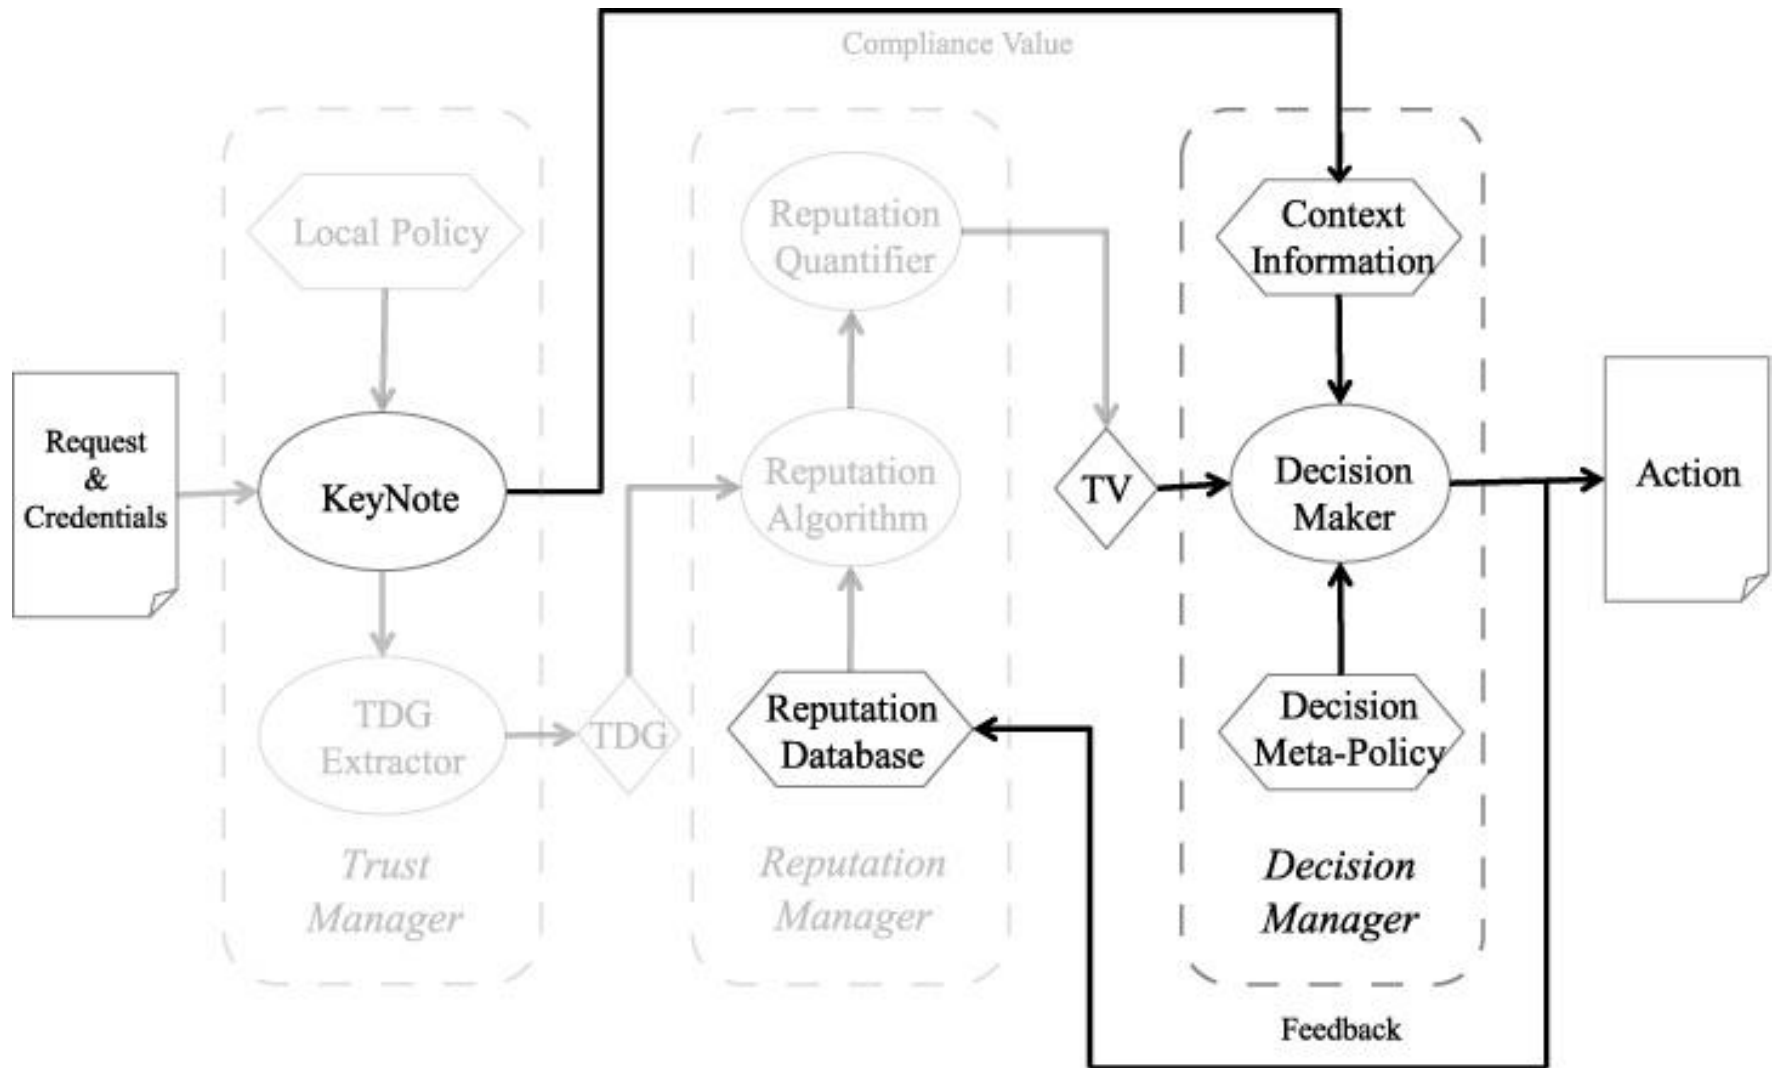 Compliance Value
Local Policy
Request
&
Credentials
KeyNote
TDG
Extractor
Trust
Manager
TDG
Reputation
Quantifier
Reputation
Algorithm
Reputation
Database
Reputation
Manager
TV
Context
Information
Decision
Maker
Decision
Meta-Policy
Decision
Manager
Action
Feedback